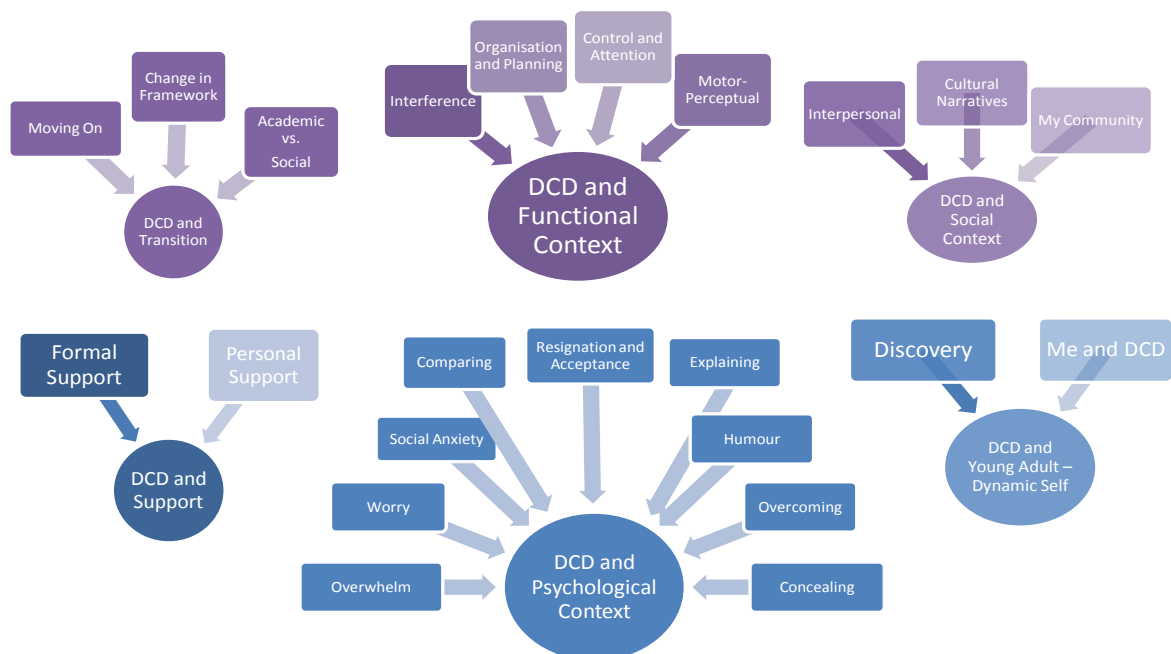 Moving On
Change in
Framework
Academic
vs.
Social
DCD and
Transition
Interference
Organisation
and Planning
Control and
Attention
Motor-
Perceptual
DCD and
Functional
Context
Interpersonal
Cultural
Narratives
My Community
DCD and
Social
Context
Formal
Support
Personal
Support
DCD and
Support
Comparing
Resignation and
Acceptance
Explaining
Social Anxiety
Humour
Worry
Overcoming
Overwhelm
Concealing
DCD and
Psychological
Context
Discovery
Me and DCD
DCD and
Young Adult –
Dynamic Self